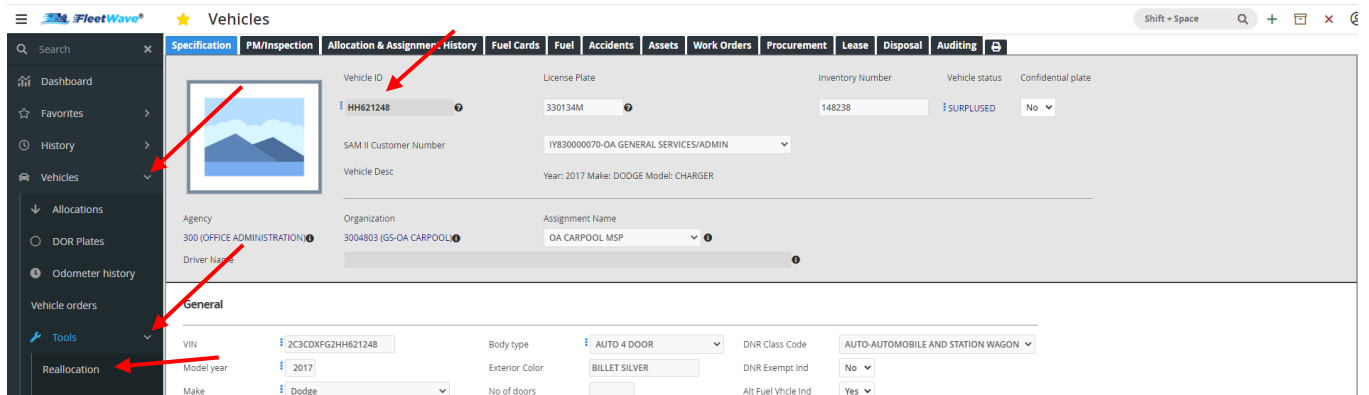 FleetWave®
Vehicles
Shift + Space
Search
Specification PM/Inspection Allocation & Assignment History Fuel Cards Fuel Accidents Assets Work Orders Procurement Lease Disposal Auditing
Dashboard
Favorites
History
Vehicles
Allocations
DOR Plates
Odometer history
Vehicle orders
Tools
Reallocation
Vehicle ID License Plate Inventory Number Vehicle status Confidential plate
HH621248 330134M 148238 SURPLUSED No
SAM II Customer Number IY830000070-OA GENERAL SERVICES/ADMIN
Vehicle Desc Year: 2017 Make: DODGE Model: CHARGER
Agency Organization Assignment Name
300 (OFFICE ADMINISTRATION) 3004803 (GS-OA CARPOOL) OA CARPOOL MSP
Driver Name
General
VIN 2C3CDXFG2HH621248 Body type AUTO 4 DOOR DNR Class Code AUTO-AUTOMOBILE AND STATION WAGON
Model year 2017 Exterior Color BILLET SILVER DNR Exempt Ind No
Make Dodge No of doors Alt Fuel Vhcle Ind Yes